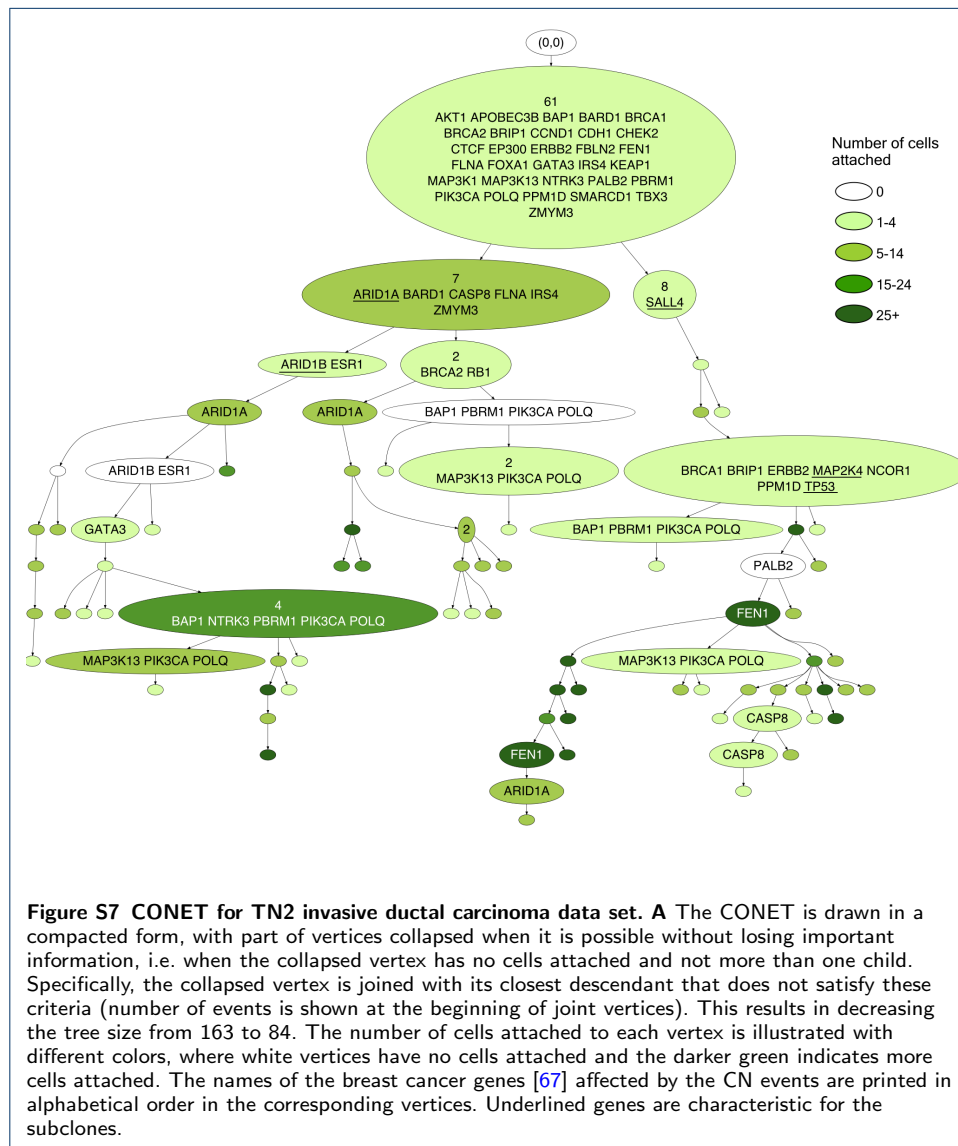 (0,0)
61
AKT1 APOBEC3B BAP1 BARD1 BRCA1
BRCA2 BRIP1 CCND1 CDH1 CHEK2
CTCF EP300 ERBB2 FBLN2 FEN1
FLNA FOXA1 GATA3 IRS4 KEAP1
MAP3K1 MAP3K13 NTRK3 PALB2 PBRM1
PIK3CA POLQ PPM1D SMARCD1 TBX3
ZMYM3
Number of cells
attached
0
1-4
5-14
15-24
25+
7
ARID1A BARD1 CASP8 FLNA IRS4
ZMYM3
8
SALL4
ARID1B ESR1
2
BRCA2 RB1
ARID1A
ARID1A
BAP1 PBRM1 PIK3CA POLQ
ARID1B ESR1
2
MAP3K13 PIK3CA POLQ
BRCA1 BRIP1 ERBB2 MAP2K4 NCOR1
PPM1D TP53
GATA3
2
BAP1 PBRM1 PIK3CA POLQ
PALB2
4
BAP1 NTRK3 PBRM1 PIK3CA POLQ
FEN1
MAP3K13 PIK3CA POLQ
MAP3K13 PIK3CA POLQ
CASP8
FEN1
CASP8
ARID1A
Figure S7 CONET for TN2 invasive ductal carcinoma data set. A The CONET is drawn in a
compacted form, with part of vertices collapsed when it is possible without losing important
information, i.e. when the collapsed vertex has no cells attached and not more than one child.
Specifically, the collapsed vertex is joined with its closest descendant that does not satisfy these
criteria (number of events is shown at the beginning of joint vertices). This results in decreasing
the tree size from 163 to 84. The number of cells attached to each vertex is illustrated with
different colors, where white vertices have no cells attached and the darker green indicates more
cells attached. The names of the breast cancer genes [67] affected by the CN events are printed in
alphabetical order in the corresponding vertices. Underlined genes are characteristic for the
subclones.